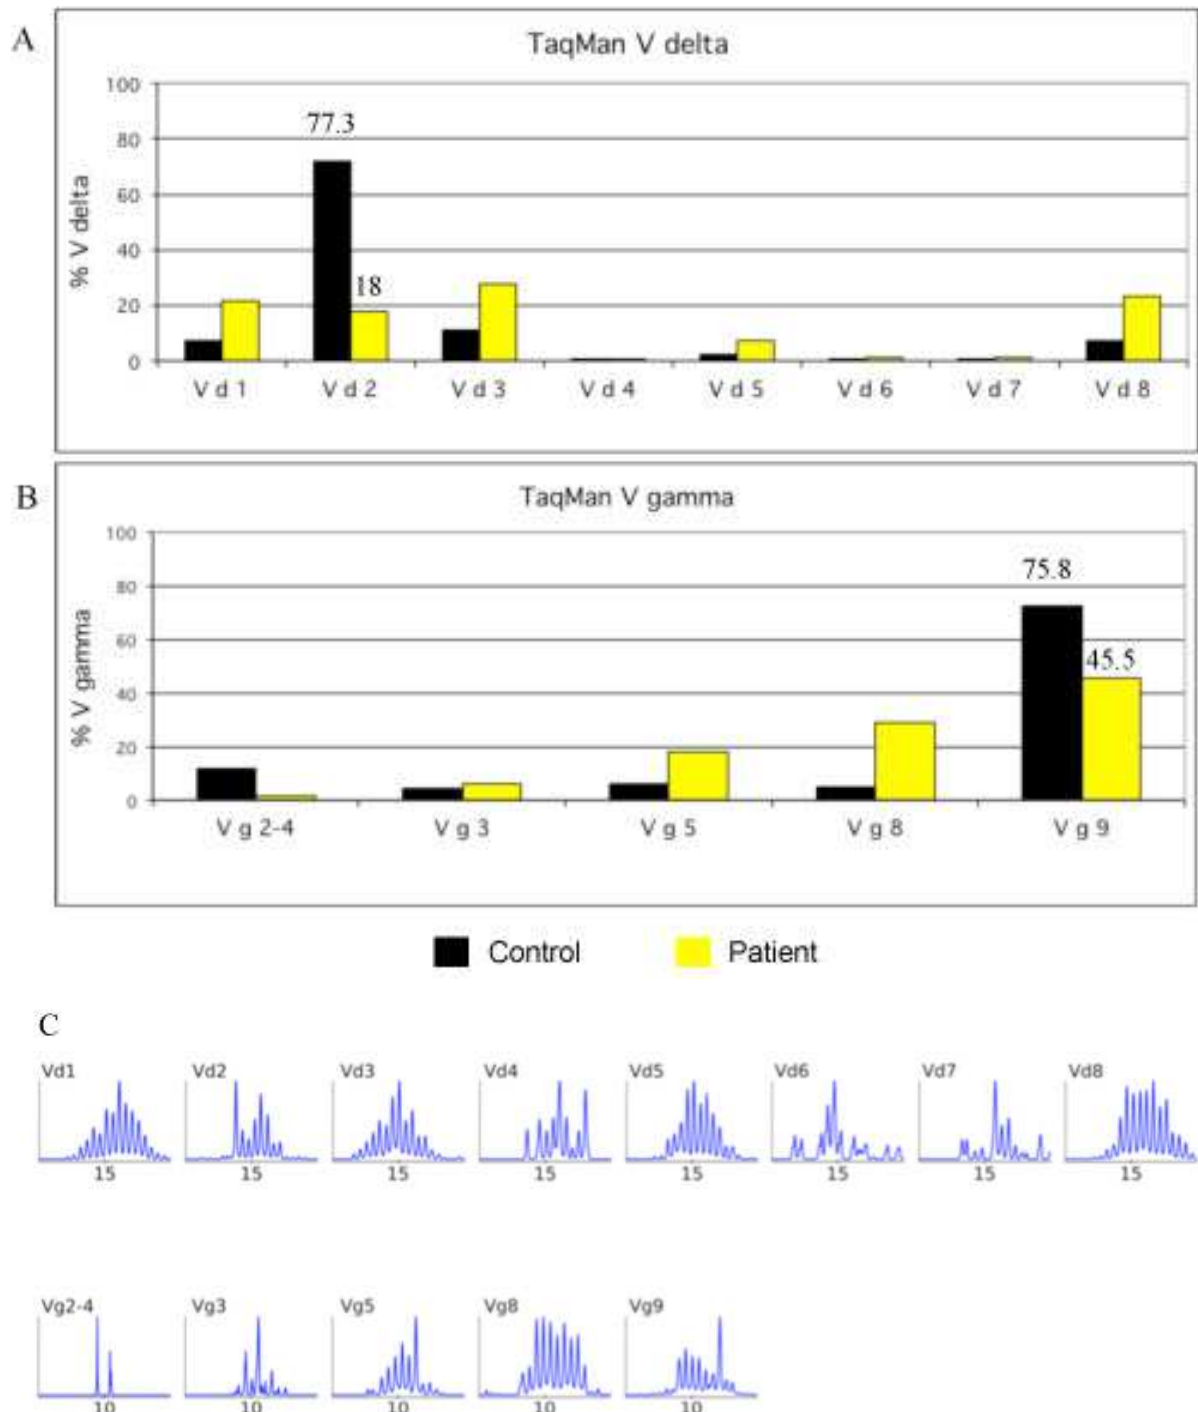 A
TaqMan V delta
100
80
60
40
20
0
% V delta
77.3
18
V d 1 V d 2 V d 3 V d 4 V d 5 V d 6 V d 7 V d 8
B
TaqMan V gamma
100
80
60
40
20
0
% V gamma
75.8
45.5
V g 2-4 V g 3 V g 5 V g 8 V g 9
Control Patient
C
Vd1 Vd2 Vd3 Vd4 Vd5 Vd6 Vd7 Vd8
15 15 15 15 15 15 15 15
Vg2-4 Vg3 Vg5 Vg8 Vg9
10 10 10 10 10